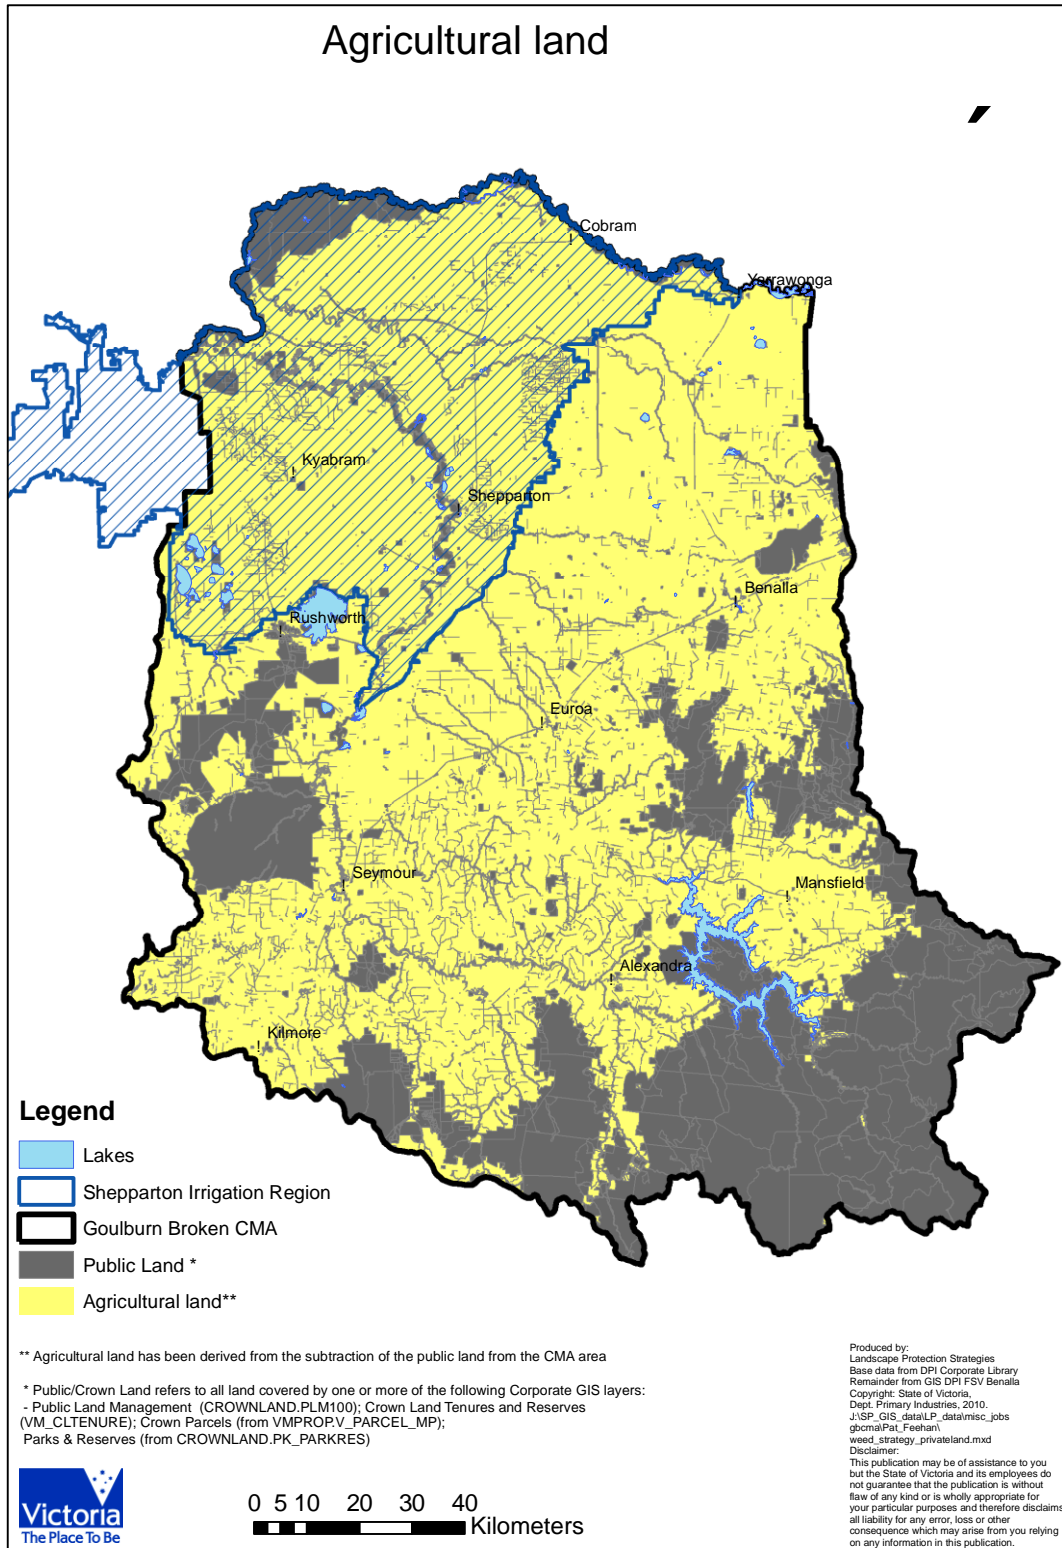 Agricultural land
Cobram
Yarrawonga
Kyabram
Shepparton
Benalla
Rushworth
Euroa
Seymour
Mansfield
Alexandra
Kilmore
Legend
Lakes
Shepparton Irrigation Region
Goulburn Broken CMA
Public Land *
Agricultural land**
** Agricultural land has been derived from the subtraction of the public land from the CMA area
* Public/Crown Land refers to all land covered by one or more of the following Corporate GIS layers:
- Public Land Management (CROWNLAND.PLM100); Crown Land Tenures and Reserves
(VM_CLTENURE); Crown Parcels (from VMPROP.V_PARCEL_MP);
Parks & Reserves (from CROWNLAND.PK_PARKRES)
Produced by:
Landscape Protection Strategies
Base data from DPI Corporate Library
Remainder from GIS DPI FSV Benalla
Copyright: State of Victoria,
Dept. Primary Industries, 2010.
J:\SP_GIS_data\LP_data\misc_jobs
gbcma\Pat_Feehan\
weed_strategy_privateland.mxd
Disclaimer:
This publication may be of assistance to you
but the State of Victoria and its employees do
not guarantee that the publication is without
flaw of any kind or is wholly appropriate for
your particular purposes and therefore disclaims
all liability for any error, loss or other
consequence which may arise from you relying
on any information in this publication.
Victoria
The Place To Be
0 5 10 20 30 40
Kilometers